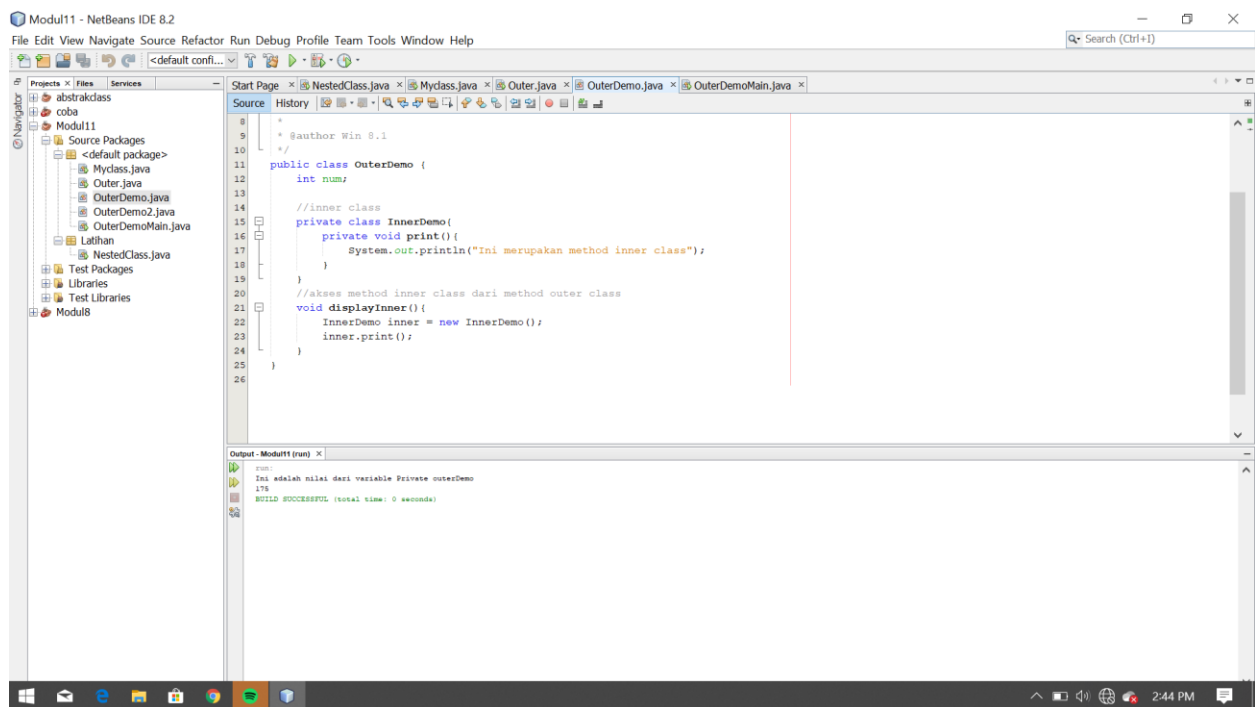 Modul11 - NetBeans IDE 8.2
File Edit View Navigate Source Refactor Run Debug Profile Team Tools Window Help
Search (Ctrl+I)
<default confi...
Projects Files Services
Navigator
abstrakclass
coba
Modul11
Source Packages
<default package>
Myclass.java
Outer.java
OuterDemo.java
OuterDemo2.java
OuterDemoMain.java
Latihan
NestedClass.java
Test Packages
Libraries
Test Libraries
Modul8
Start Page NestedClass.java Myclass.java Outer.java OuterDemo.java OuterDemoMain.java
Source History
8 *
9 * @author Win 8.1
10 */
11 public class OuterDemo {
12 int num;
13
14 //inner class
15 private class InnerDemo{
16 private void print(){
17 System.out.println("Ini merupakan method inner class");
18 }
19 }
20 //akses method inner class dari method outer class
21 void displayInner(){
22 InnerDemo inner = new InnerDemo();
23 inner.print();
24 }
25 }
26
Output - Modul11 (run)
run:
Ini adalah nilai dari variable Private outerDemo
175
BUILD SUCCESSFUL (total time: 0 seconds)
2:44 PM